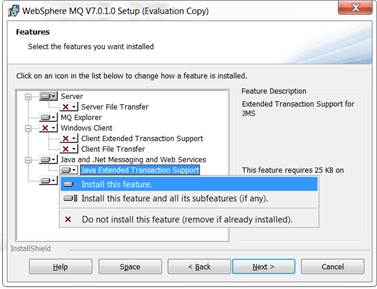 WebSphere MQ V7.0.1.0 Setup (Evaluation Copy)
Features
Select the features you want installed
Click on an icon in the list below to change how a feature is installed.
Server
Server File Transfer
MQ Explorer
Windows Client
Client Extended Transaction Support
Client File Transfer
Java and .Net Messaging and Web Services
Java Extended Transaction Support
Install this feature.
Install this feature and all its subfeatures (if any).
Do not install this feature (remove if already installed).
Feature Description
Extended Transaction Support for
JMS
This feature requires 25 KB on
InstallShield
Help
Space
< Back
Next >
Cancel